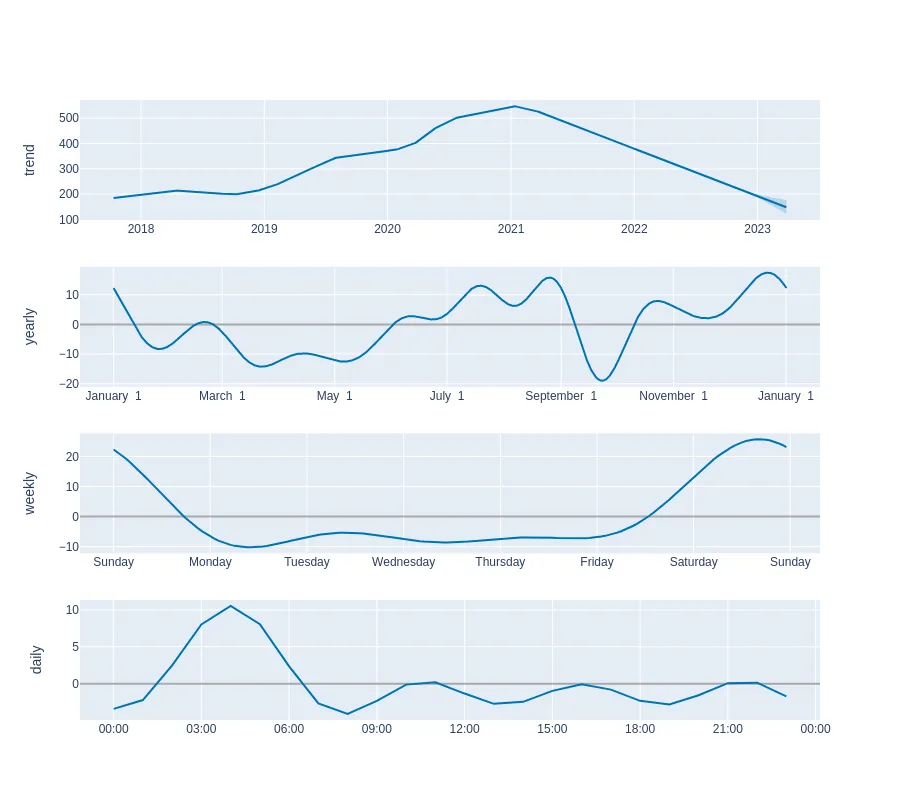 trend
500
400
300
200
100
2018 2019 2020 2021 2022 2023
yearly
10
0
−10
−20
January 1 March 1 May 1 July 1 September 1 November 1 January 1
weekly
20
10
0
−10
Sunday Monday Tuesday Wednesday Thursday Friday Saturday Sunday
daily
10
5
0
00:00 03:00 06:00 09:00 12:00 15:00 18:00 21:00 00:00